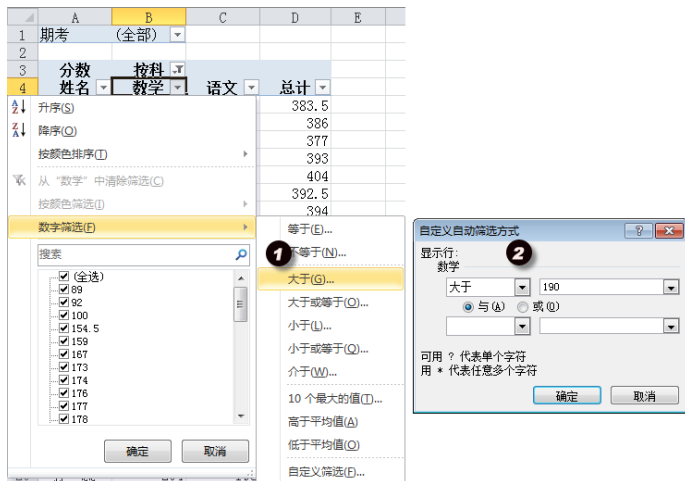 A B C D E
1 期考 (全部)
2
3 分数 按科
4 姓名 数学 语文 总计
383.5
386
377
393
404
392.5
394
升序(S)
降序(O)
按颜色排序(T)
从“数学”中清除筛选(C)
按颜色筛选(I)
数字筛选(F)
搜索
(全选)
89
92
100
154.5
159
167
173
174
176
177
178
确定 取消
1
等于(E)...
不等于(N)...
大于(G)...
大于或等于(O)...
小于(L)...
小于或等于(Q)...
介于(W)...
10 个最大的值(T)...
高于平均值(A)
低于平均值(O)
自定义筛选(F)...
自定义自动筛选方式
2
显示行:
数学
大于 190
与(A) 或(O)
可用 ? 代表单个字符
用 * 代表任意多个字符
确定 取消